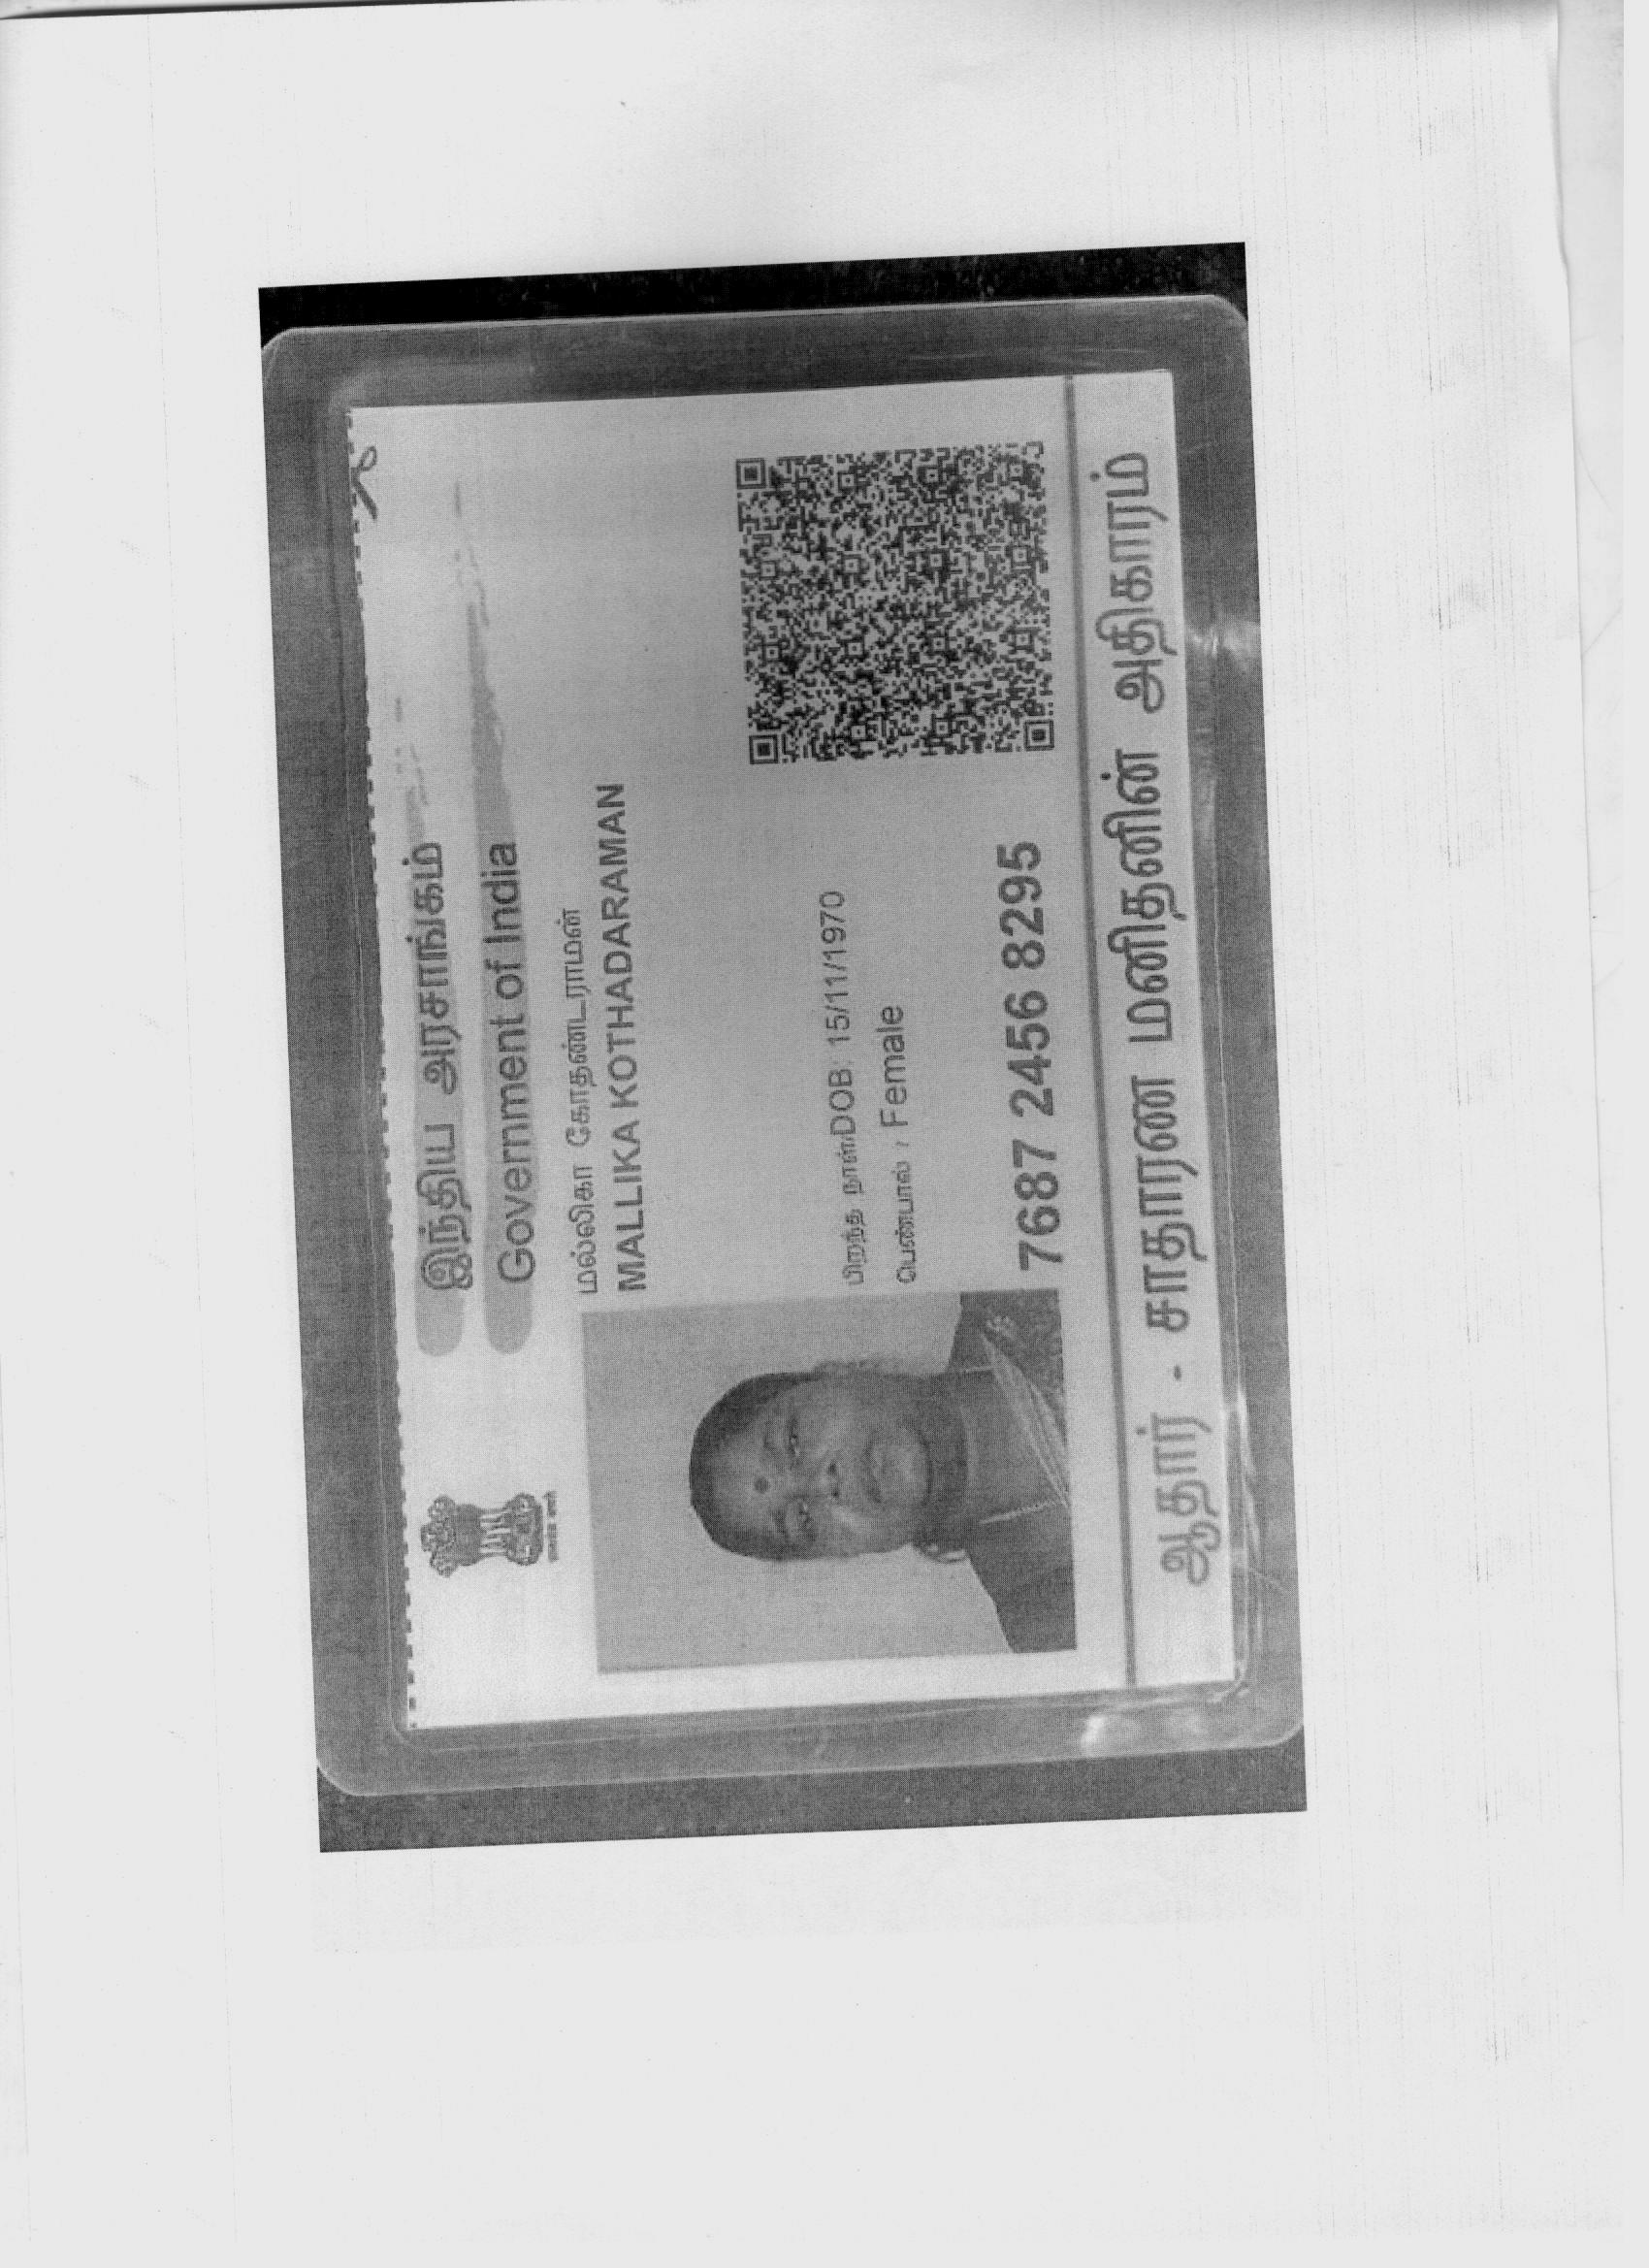 இந்திய அரசாங்கம்
Government of India
மல்லிகா கோதண்டராமன்
MALLIKA KOTHADARAMAN
பிறந்த நாள்/DOB: 15/11/1970
பெண்பால் / Female
7687 2456 8295
ஆதார் - சாதாரண மனிதனின் அதிகாரம்